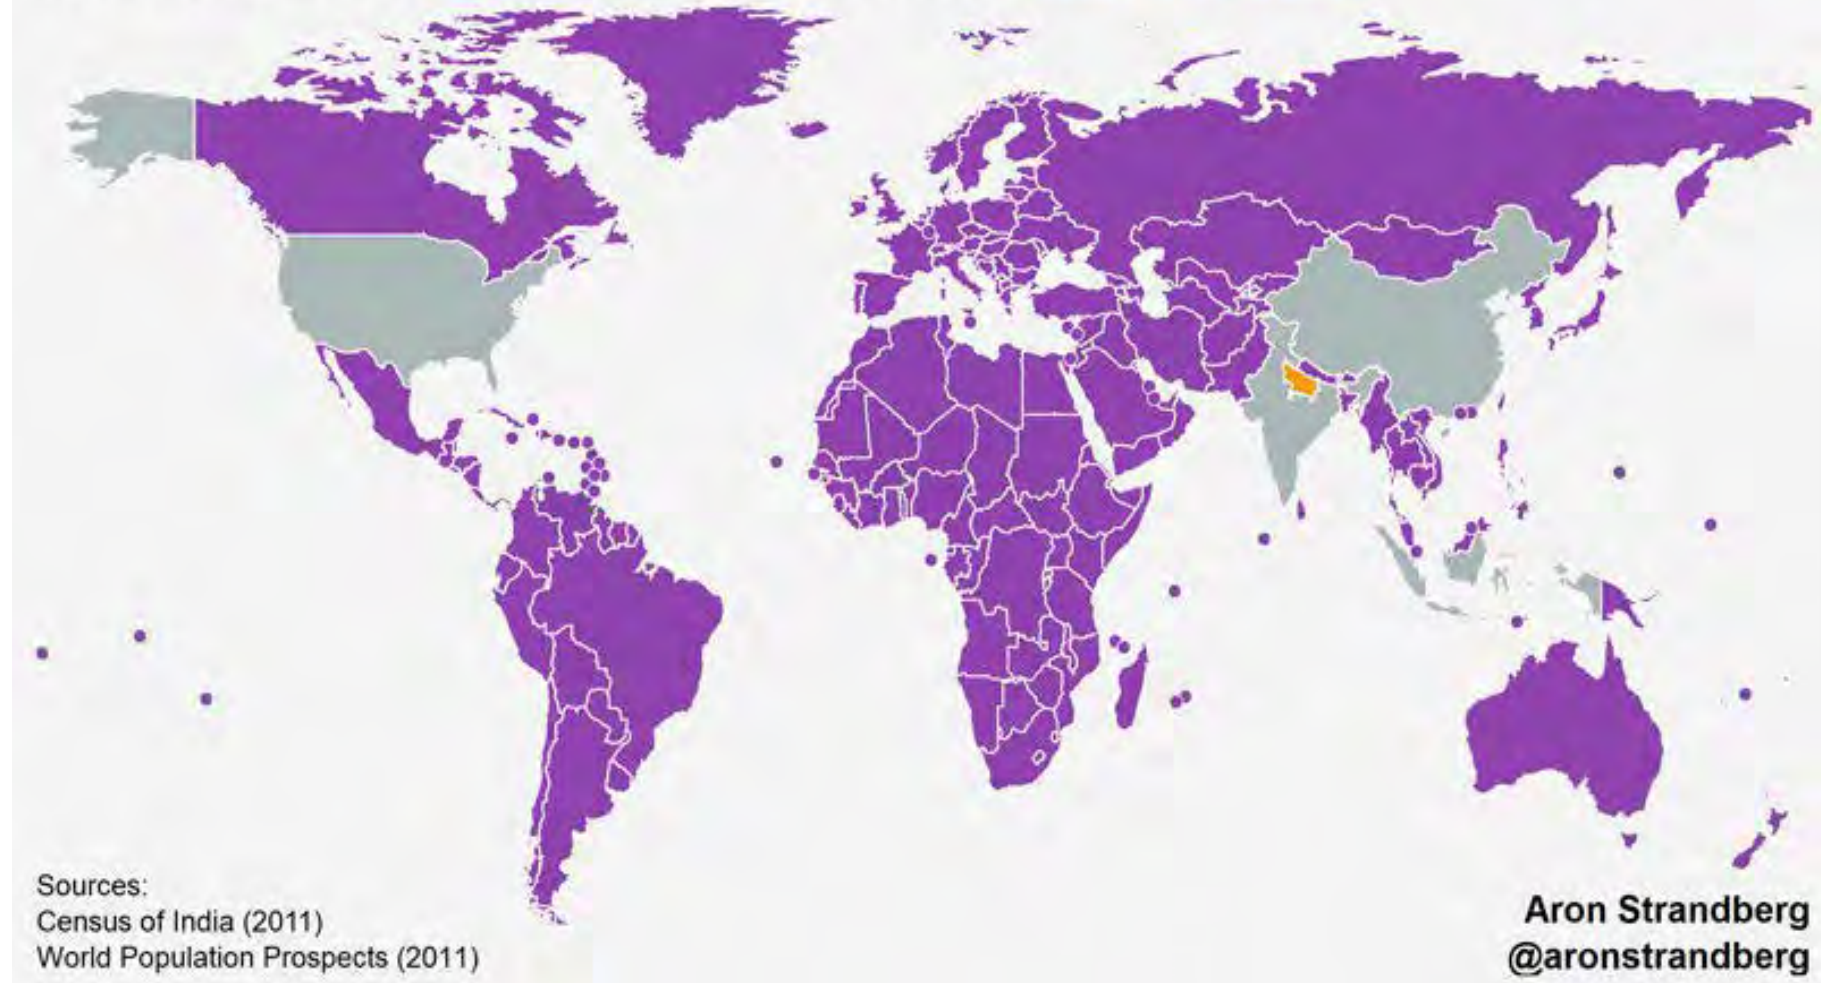 Sources:
Census of India (2011)
World Population Prospects (2011)
Aron Strandberg
@aronstrandberg